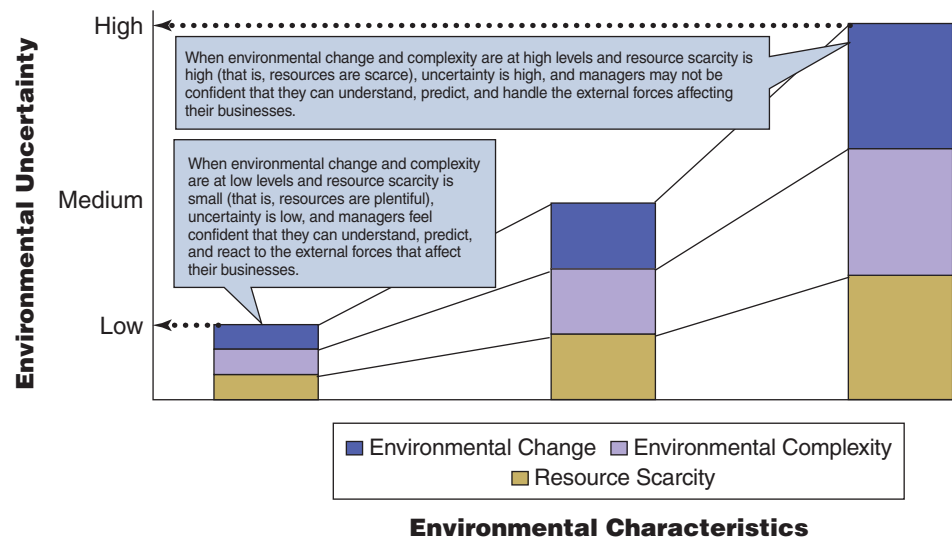 High
When environmental change and complexity are at high levels and resource scarcity is
high (that is, resources are scarce), uncertainty is high, and managers may not be
confident that they can understand, predict, and handle the external forces affecting
their businesses.
When environmental change and complexity
are at low levels and resource scarcity is
small (that is, resources are plentiful),
uncertainty is low, and managers feel
confident that they can understand, predict,
and react to the external forces that affect
their businesses.
Medium
Low
Environmental Uncertainty
Environmental Change
Environmental Complexity
Resource Scarcity
Environmental Characteristics